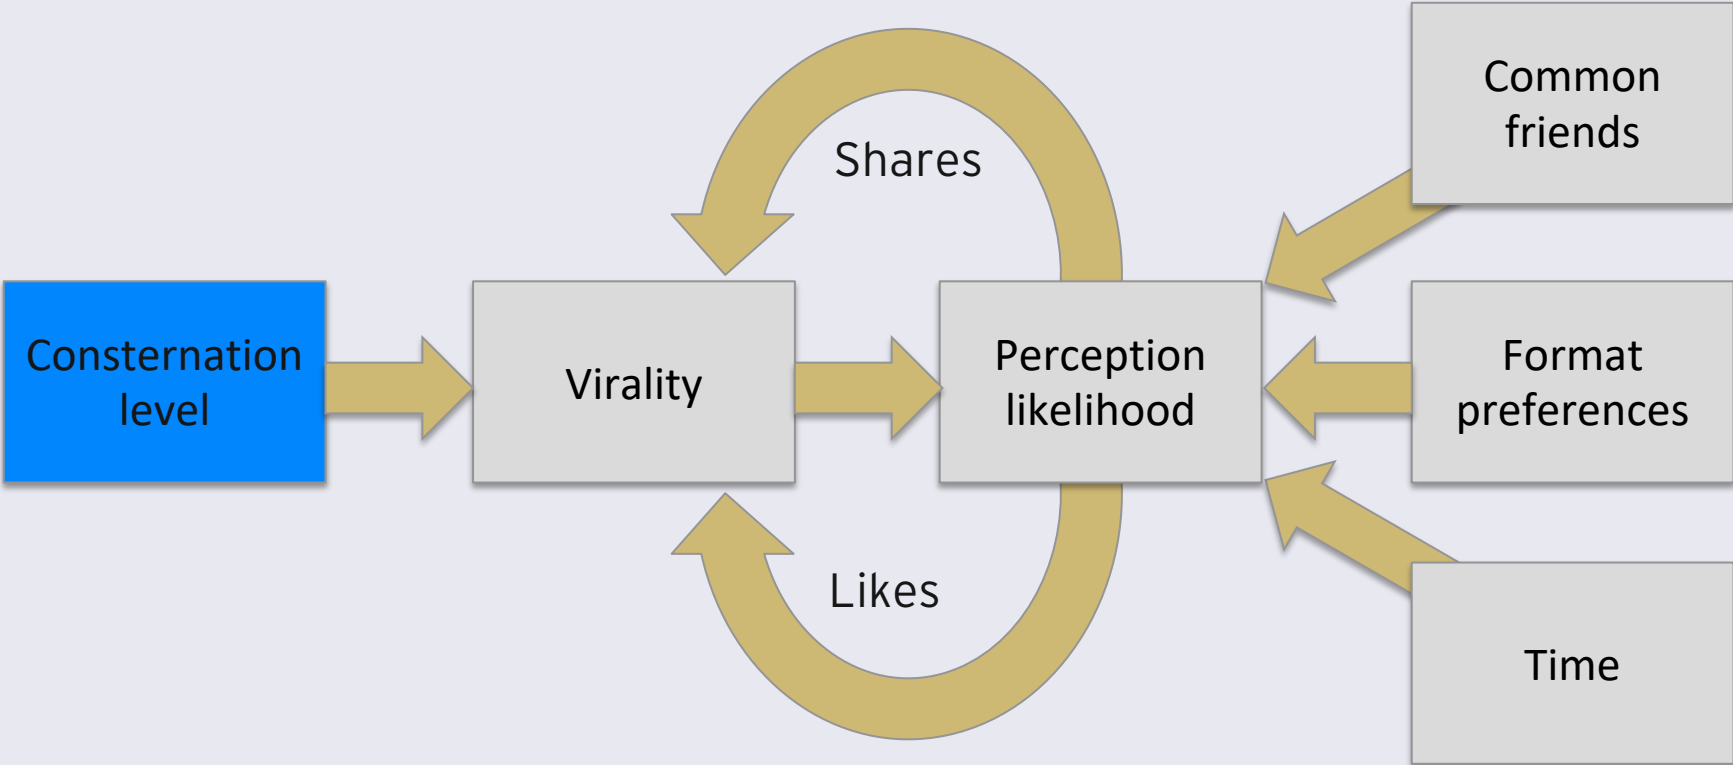 Common
friends
Shares
Consternation
level
Virality
Perception
likelihood
Format
preferences
Likes
Time